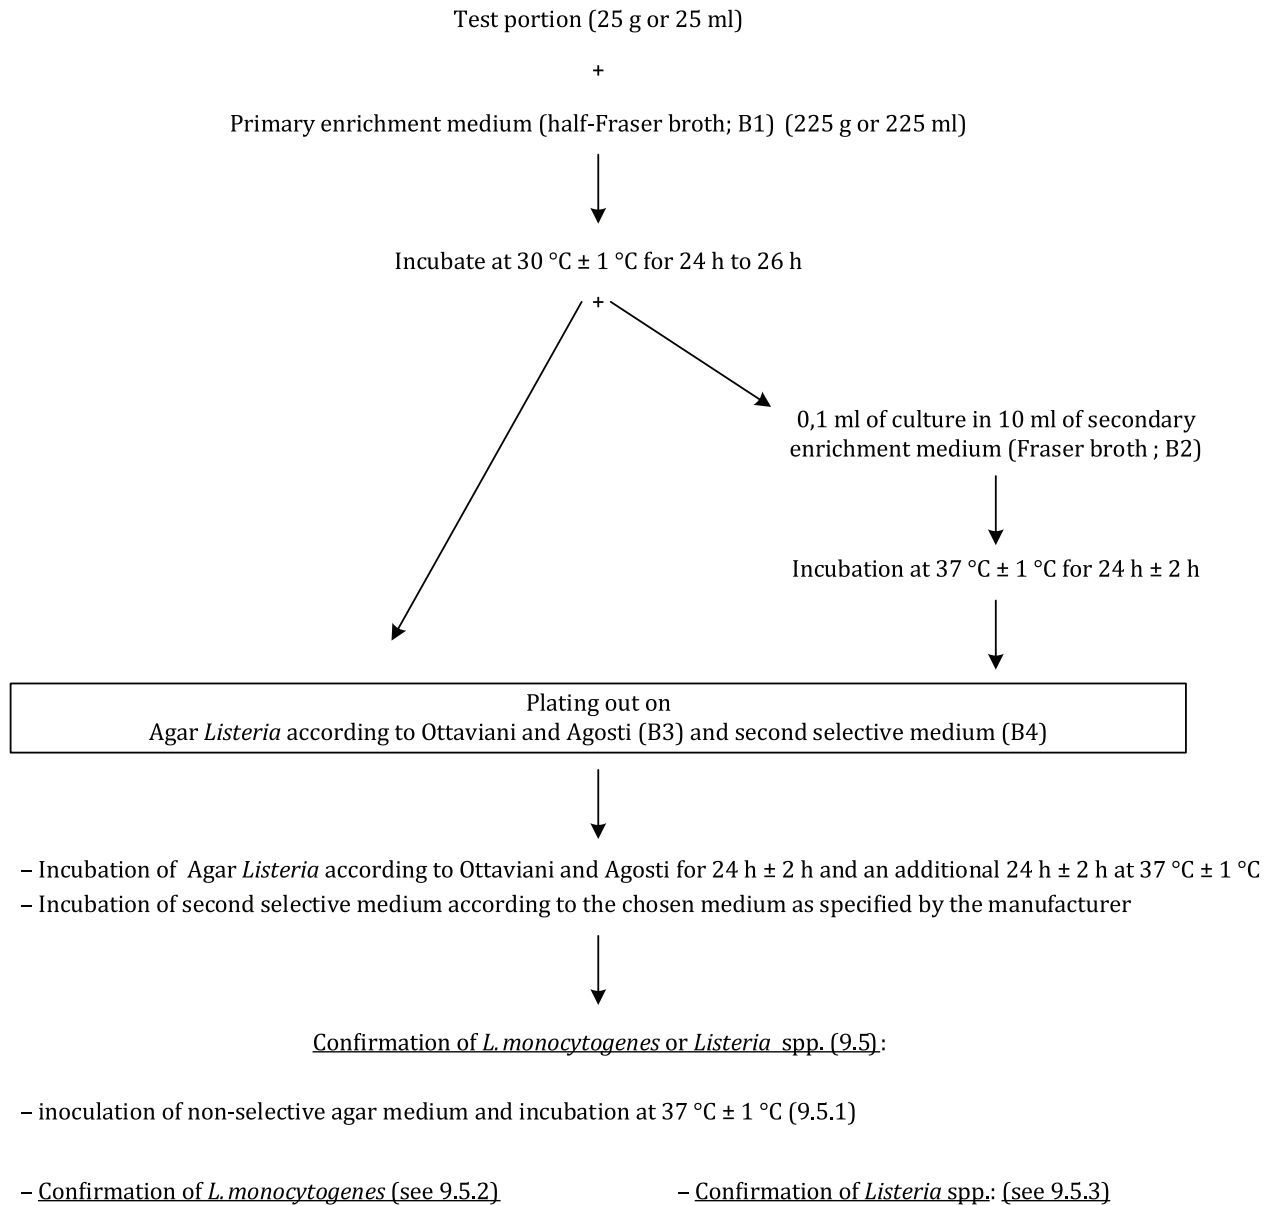 Test portion (25 g or 25 ml)
+
Primary enrichment medium (half-Fraser broth; B1) (225 g or 225 ml)
Incubate at 30 °C ± 1 °C for 24 h to 26 h
+
0,1 ml of culture in 10 ml of secondary
enrichment medium (Fraser broth ; B2)
Incubation at 37 °C ± 1 °C for 24 h ± 2 h
Plating out on
Agar Listeria according to Ottaviani and Agosti (B3) and second selective medium (B4)
– Incubation of Agar Listeria according to Ottaviani and Agosti for 24 h ± 2 h and an additional 24 h ± 2 h at 37 °C ± 1 °C
– Incubation of second selective medium according to the chosen medium as specified by the manufacturer
Confirmation of L. monocytogenes or Listeria spp. (9.5):
– inoculation of non-selective agar medium and incubation at 37 °C ± 1 °C (9.5.1)
– Confirmation of L. monocytogenes (see 9.5.2)
– Confirmation of Listeria spp.: (see 9.5.3)